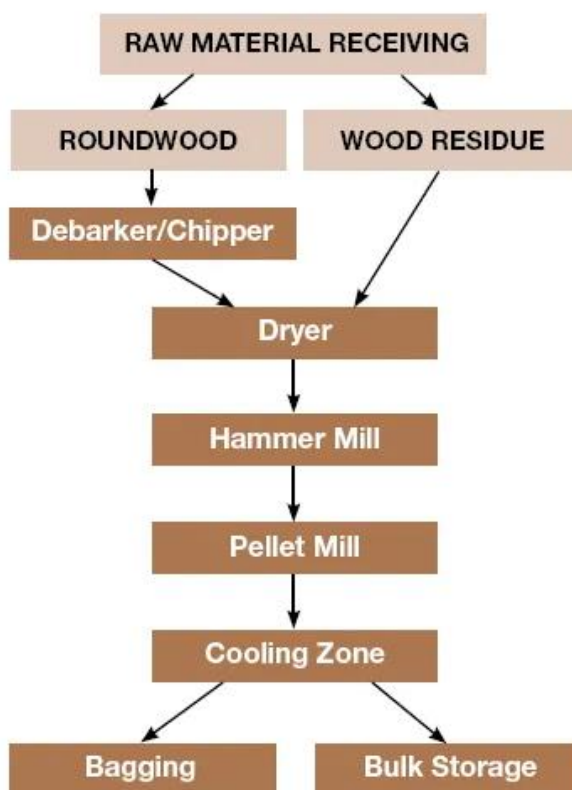 RAW MATERIAL RECEIVING
ROUNDWOOD
WOOD RESIDUE
Debarker/Chipper
Dryer
Hammer Mill
Pellet Mill
Cooling Zone
Bagging
Bulk Storage